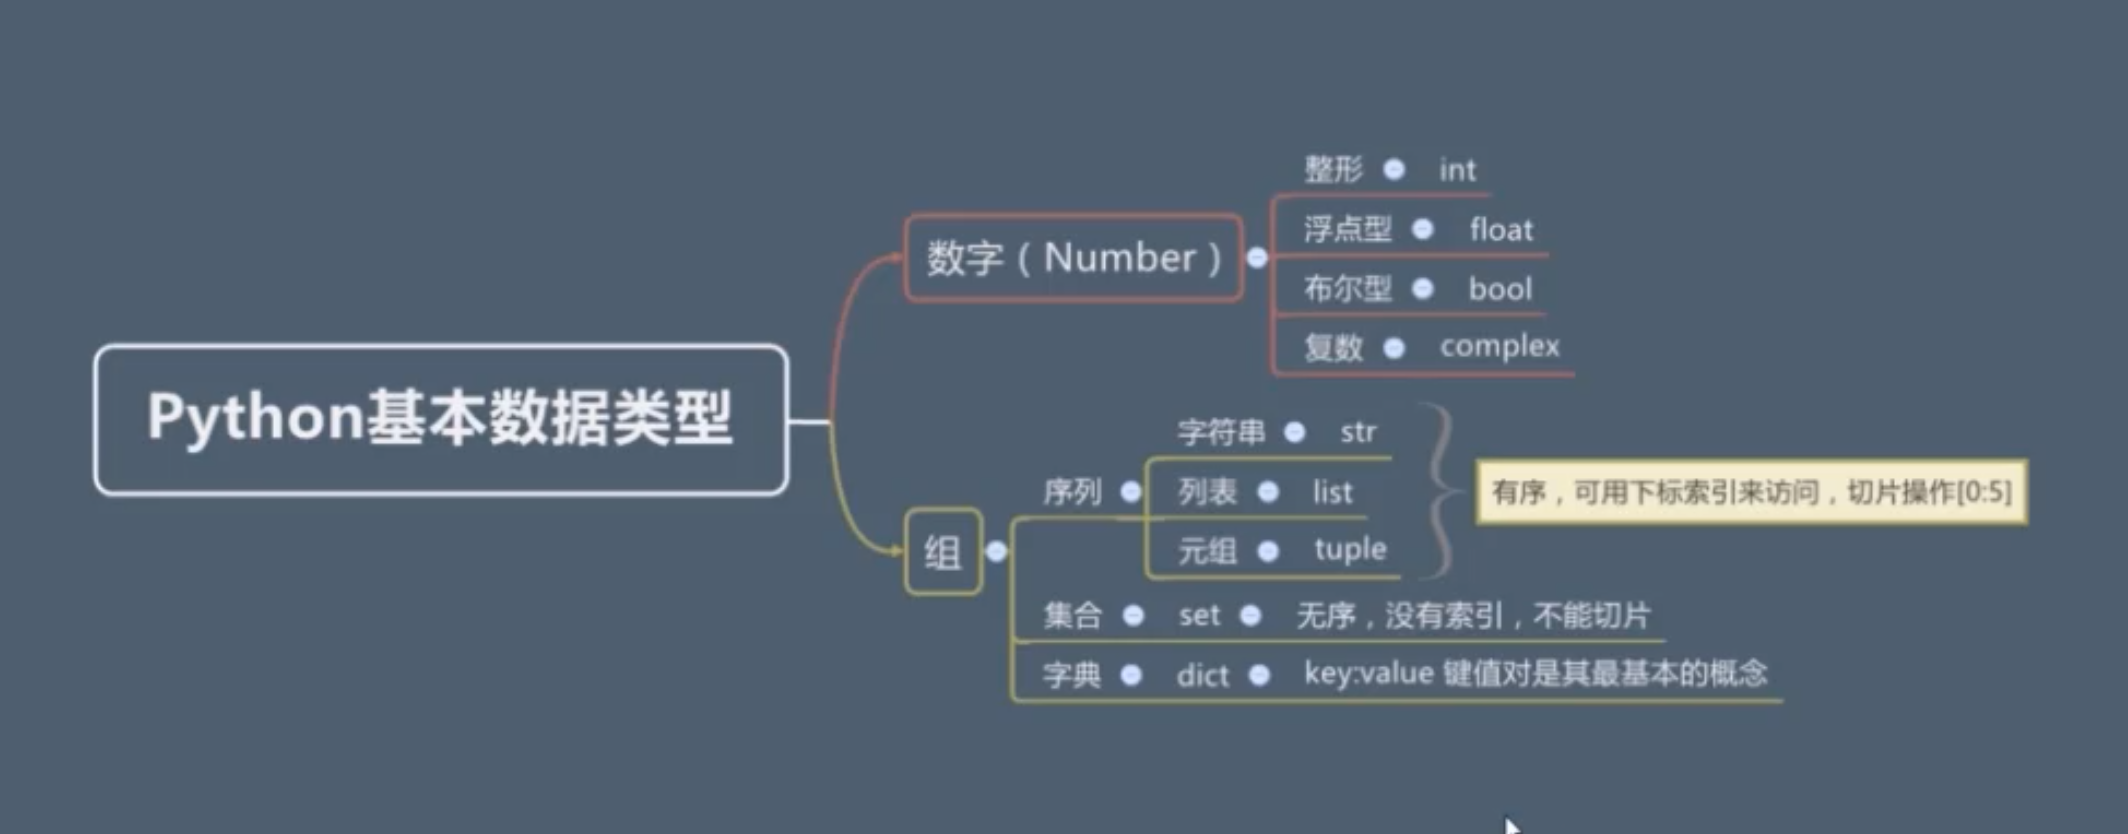 Python基本数据类型
数字（Number）
整形 int
浮点型 float
布尔型 bool
复数 complex
组
序列
字符串 str
列表 list
元组 tuple
有序，可用下标索引来访问，切片操作[0:5]
集合 set 无序，没有索引，不能切片
字典 dict key:value 键值对是其最基本的概念